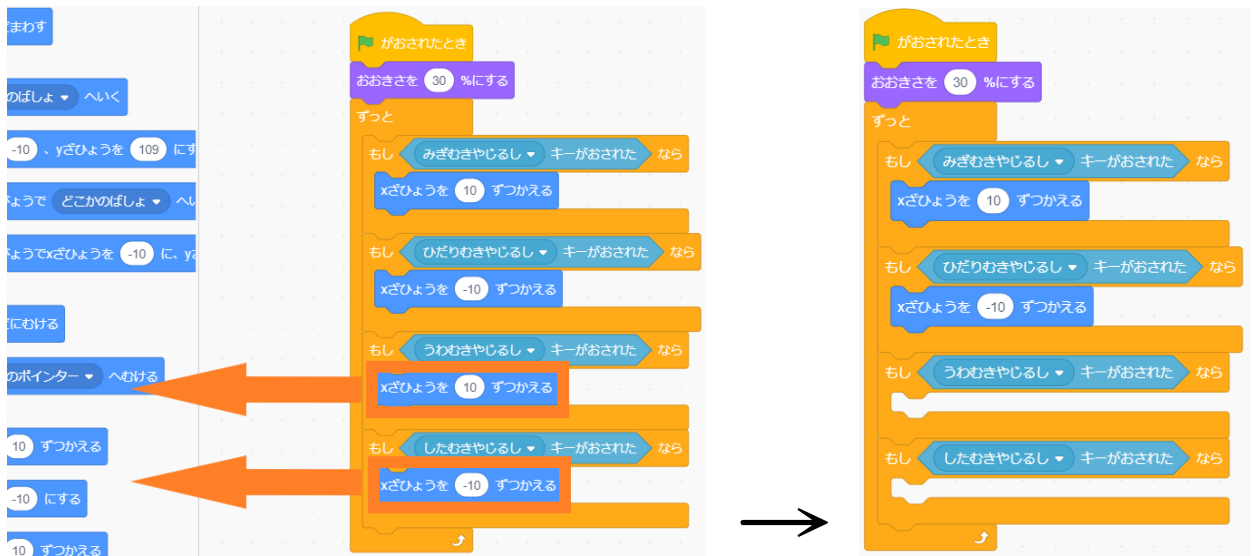 まわす
のばしょ へいく
-10 、yざひょうを 109 にす
ょうで どこかのばしょ へい
ょうでxざひょうを -10 に、yざ
にむける
のポインター へむける
10 ずつかえる
-10 にする
10 ずつかえる
がおされたとき
おおきさを 30 %にする
ずっと
もし みぎむきやじるし キーがおされた なら
xざひょうを 10 ずつかえる
もし ひだりむきやじるし キーがおされた なら
xざひょうを -10 ずつかえる
もし うわむきやじるし キーがおされた なら
xざひょうを 10 ずつかえる
もし したむきやじるし キーがおされた なら
xざひょうを -10 ずつかえる
がおされたとき
おおきさを 30 %にする
ずっと
もし みぎむきやじるし キーがおされた なら
xざひょうを 10 ずつかえる
もし ひだりむきやじるし キーがおされた なら
xざひょうを -10 ずつかえる
もし うわむきやじるし キーがおされた なら
もし したむきやじるし キーがおされた なら